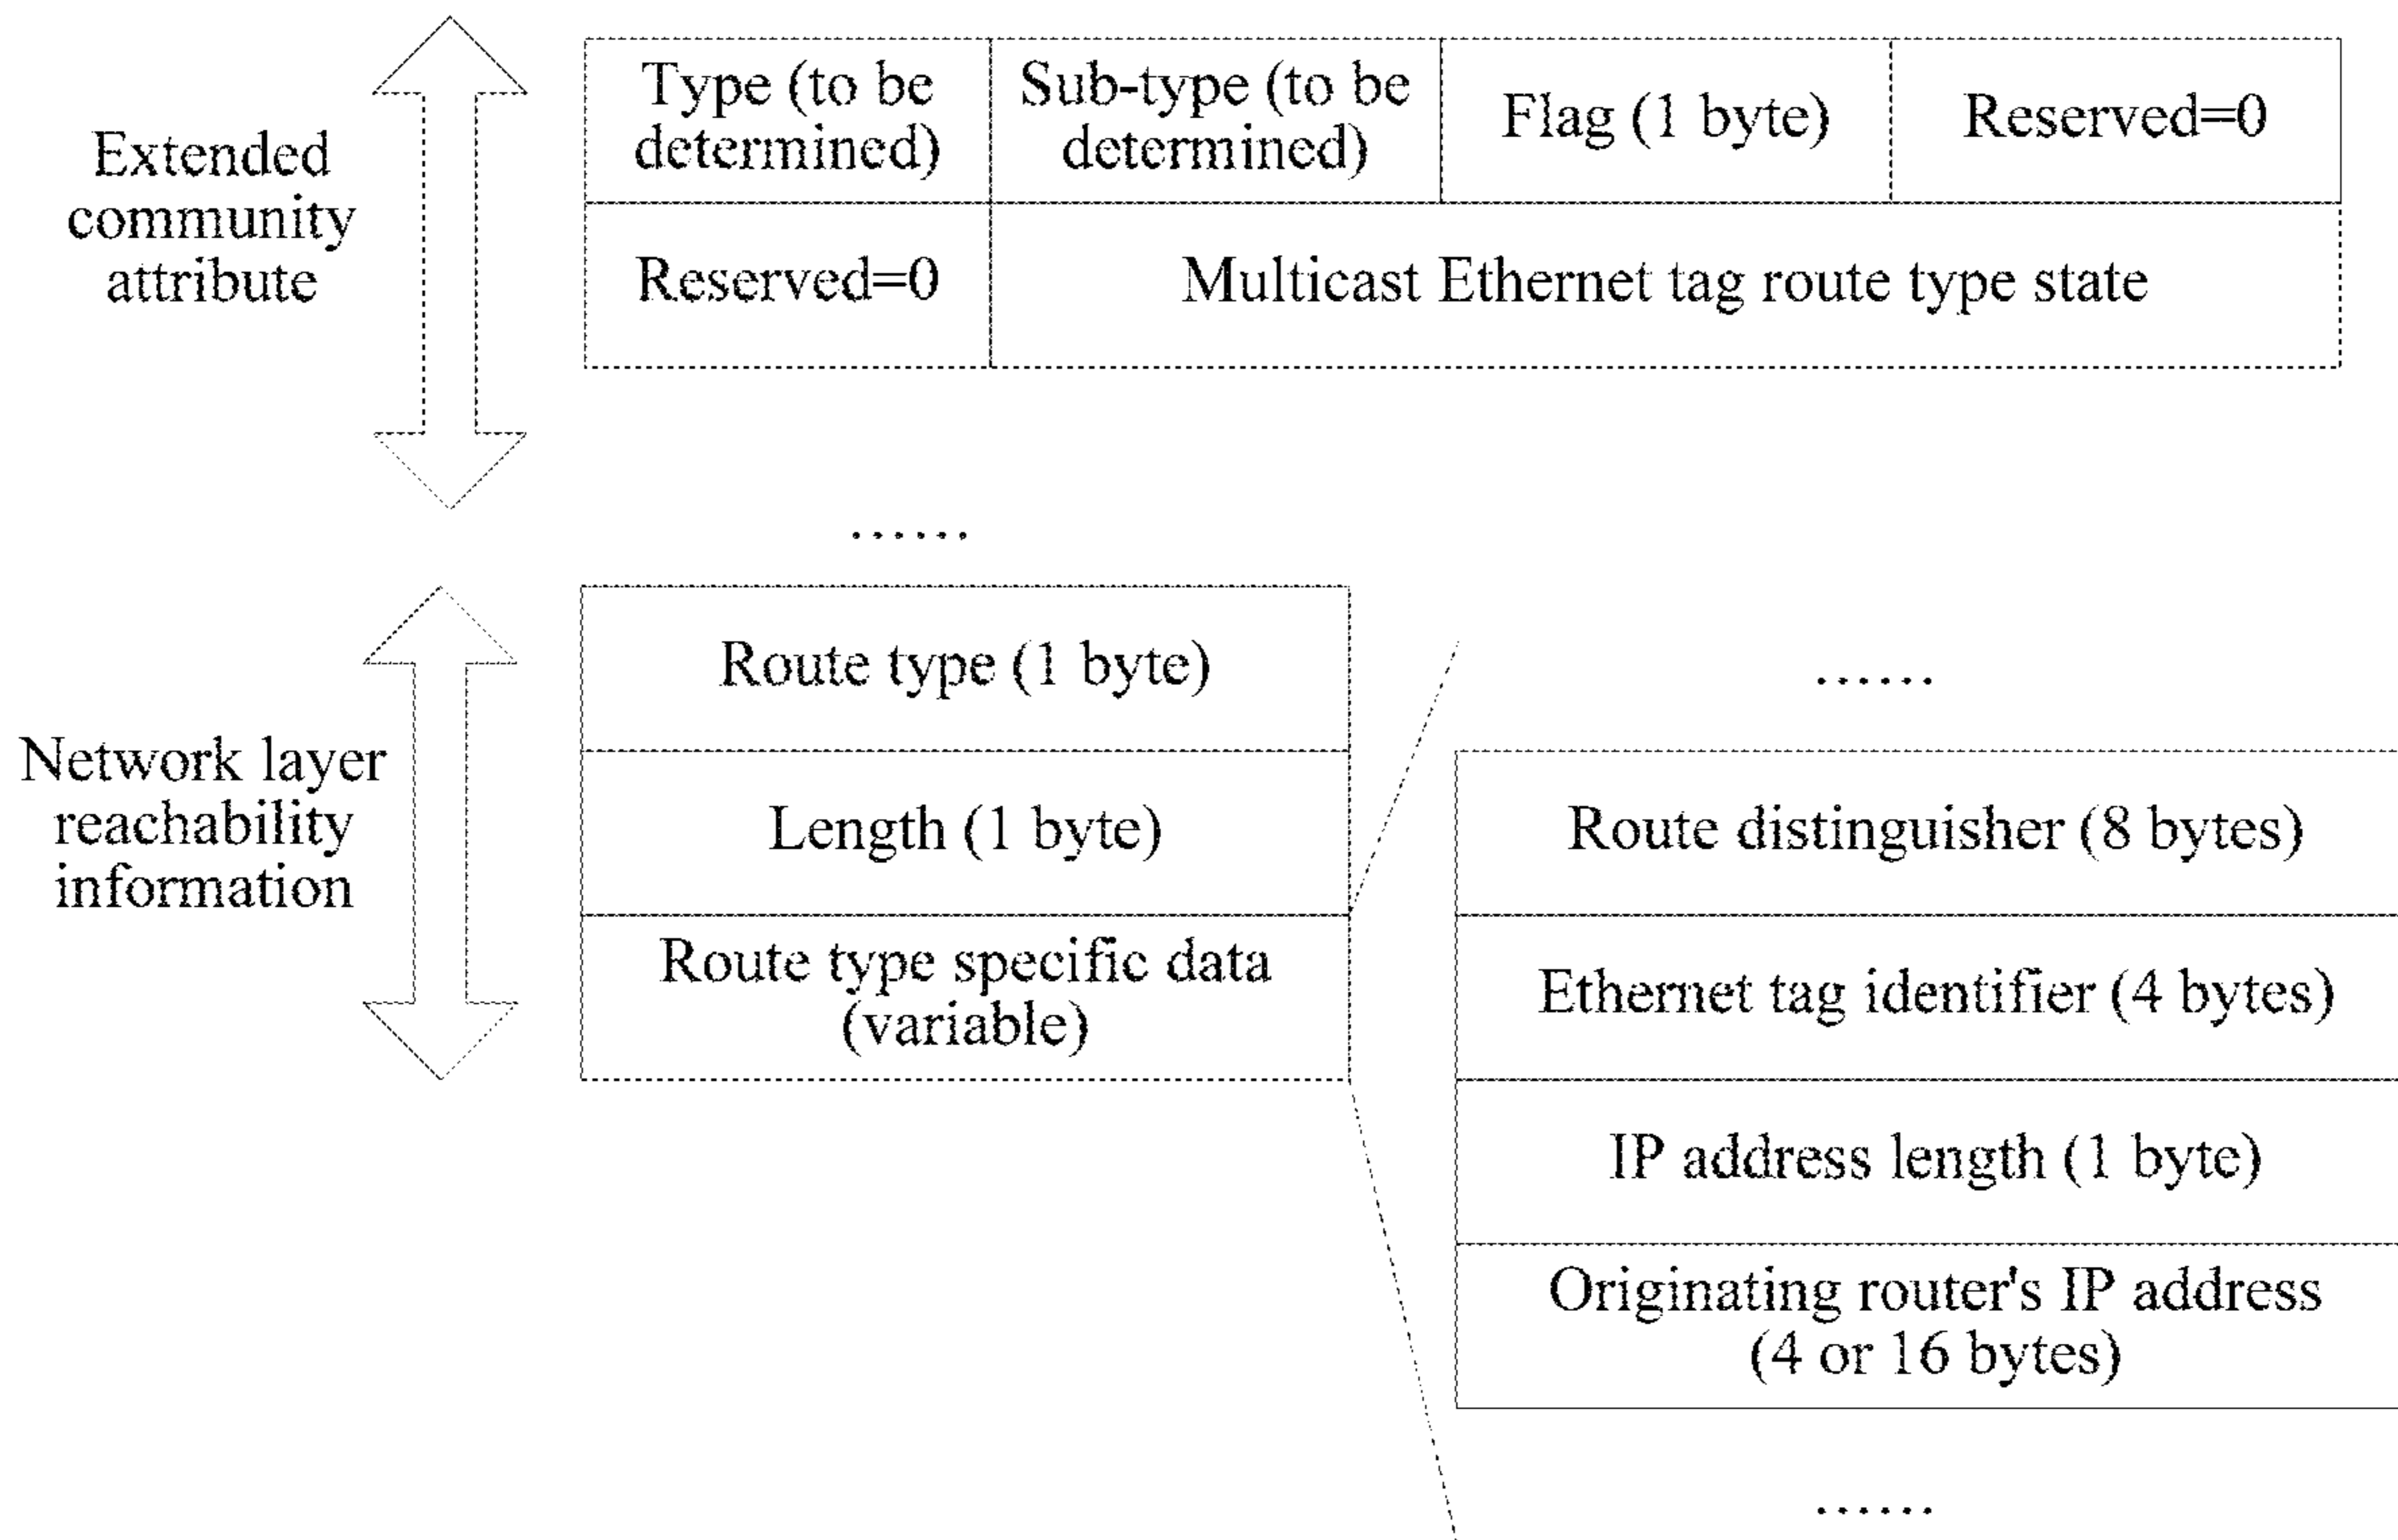 Extended
community
attribute
Type (to be
determined)
Sub-type (to be
determined)
Flag (1 byte)
Reserved=0
Reserved=0
Multicast Ethernet tag route type state
......
Network layer
reachability
information
Route type (1 byte)
Length (1 byte)
Route type specific data
(variable)
......
Route distinguisher (8 bytes)
Ethernet tag identifier (4 bytes)
IP address length (1 byte)
Originating router's IP address
(4 or 16 bytes)
......